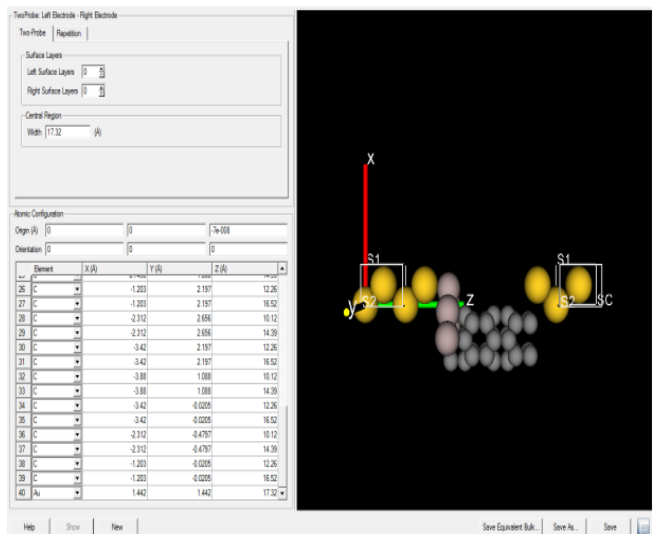 TwoProbe: Left Electrode - Right Electrode
Two-Probe Repetition
Surface Layers
Left Surface Layers 0
Right Surface Layers 0
Central Region
Width 17.32 (Å)
Atomic Configuration
Origin (Å) 0 0 -7e-008
Orientation 0 0 0
Element X (Å) Y (Å) Z (Å)
26 C -1.203 2.197 12.26
27 C -1.203 2.197 16.52
28 C -2.312 2.656 10.12
29 C -2.312 2.656 14.39
30 C -3.42 2.197 12.26
31 C -3.42 2.197 16.52
32 C -3.88 1.088 10.12
33 C -3.88 1.088 14.39
34 C -3.42 -0.0205 12.26
35 C -3.42 -0.0205 16.52
36 C -2.312 -0.4797 10.12
37 C -2.312 -0.4797 14.39
38 C -1.203 -0.0205 12.26
39 C -1.203 -0.0205 16.52
40 Au 1.442 1.442 17.32
Help Show New Save Equivalent Bulk... Save As... Save
X
S1 S1
S2 Z S2 SC
y